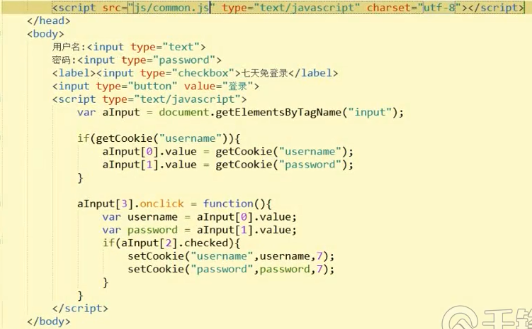 <script src="js/common.js" type="text/javascript" charset="utf-8"></script>
</head>
<body>
用户名:<input type="text">
密码:<input type="password">
<label><input type="checkbox">七天免登录</label>
<input type="button" value="登录">
<script type="text/javascript">
var aInput = document.getElementsByTagName("input");
if(getCookie("username")){
aInput[0].value = getCookie("username");
aInput[1].value = getCookie("password");
}
aInput[3].onclick = function(){
var username = aInput[0].value;
var password = aInput[1].value;
if(aInput[2].checked){
setCookie("username",username,7);
setCookie("password",password,7);
}
}
</script>
</body>
千